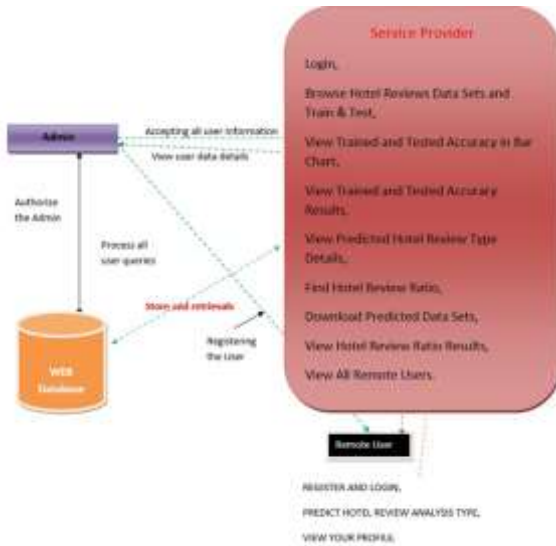 Service Provider
Login,
Browse Hotel Reviews Data Sets and
Train & Test,
View Trained and Tested Accuracy in Bar
Chart,
View Trained and Tested Accuracy
Results,
View Predicted Hotel Review Type
Details,
Find Hotel Review Ratio,
Download Predicted Data Sets,
View Hotel Review Ratio Results,
View All Remote Users.
Admin
Accepting all user Information
View user data details
Authorize
the Admin
Process all
user queries
Store and retrievals
Registering
the User
WEB
Database
Remote User
REGISTER AND LOGIN,
PREDICT HOTEL REVIEW ANALYSIS TYPE,
VIEW YOUR PROFILE.